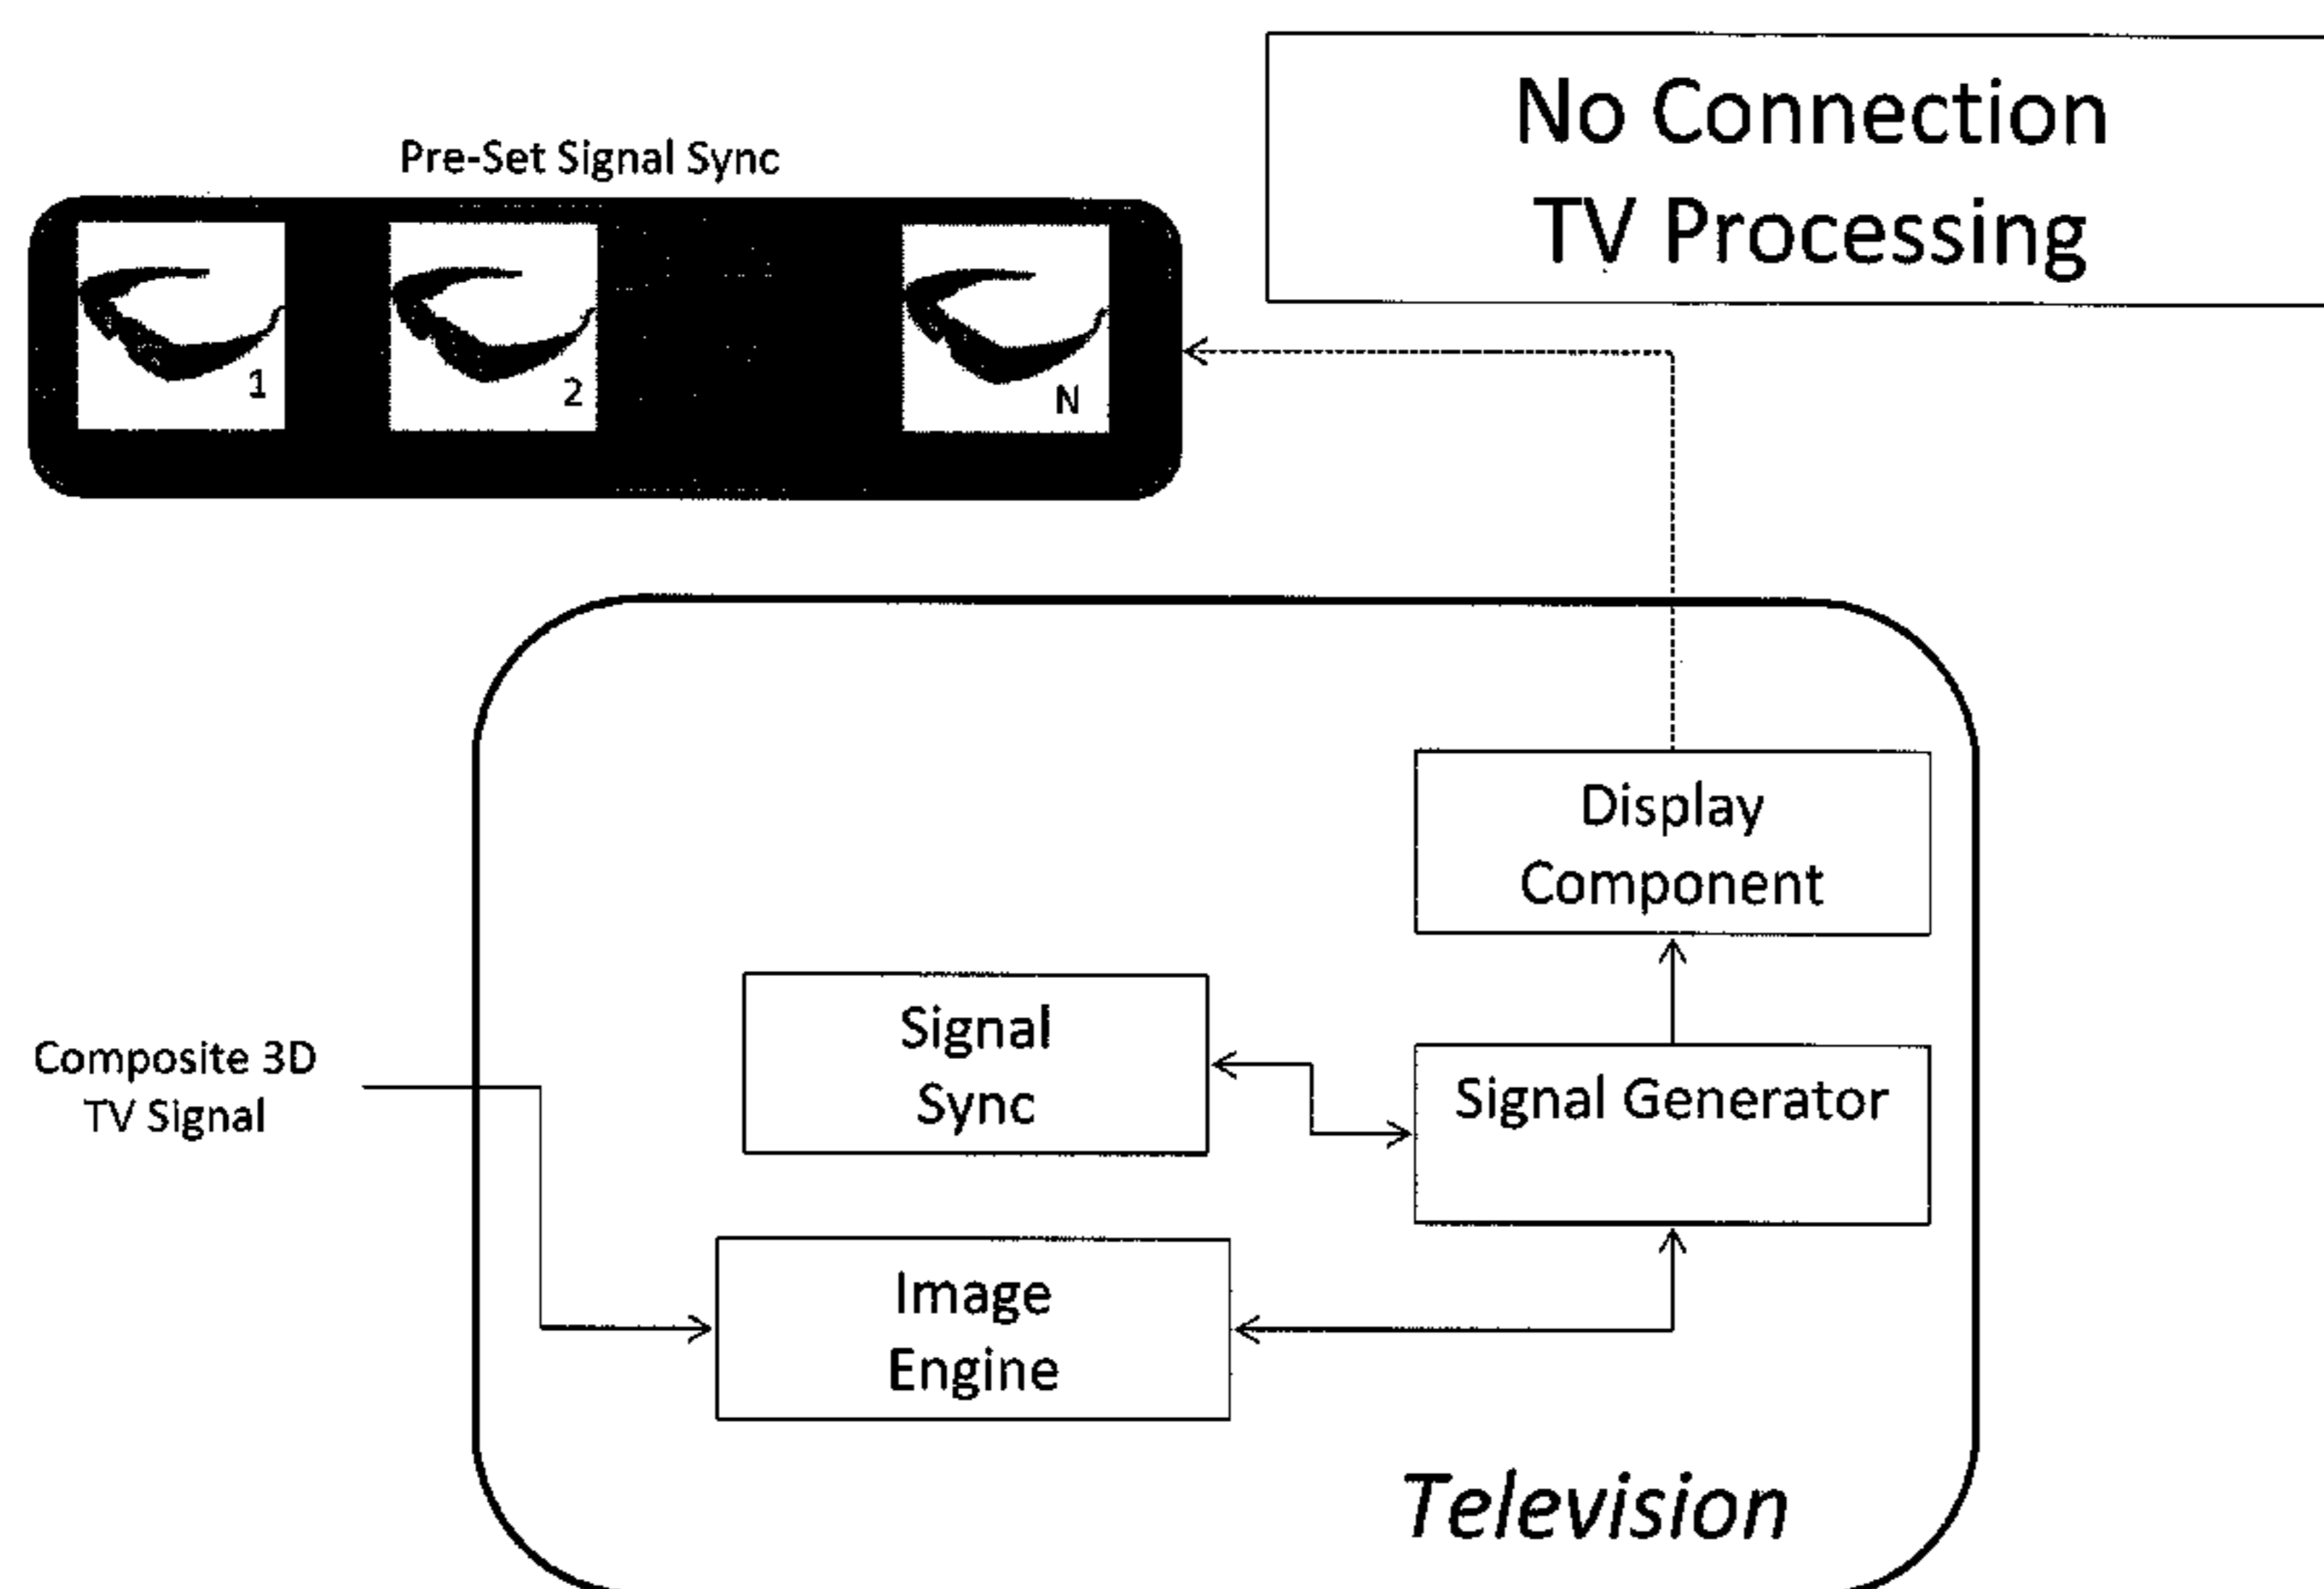 No Connection
TV Processing
Pre-Set Signal Sync
1
2
N
Display
Component
Signal
Sync
Signal Generator
Composite 3D
TV Signal
Image
Engine
Television